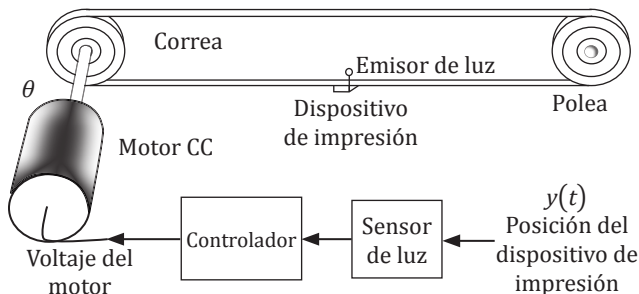 Correa
Emisor de luz
θ
Dispositivo
de impresión
Polea
Motor CC
y(t)
Posición del
dispositivo de
impresión
Sensor
de luz
Controlador
Voltaje del
motor